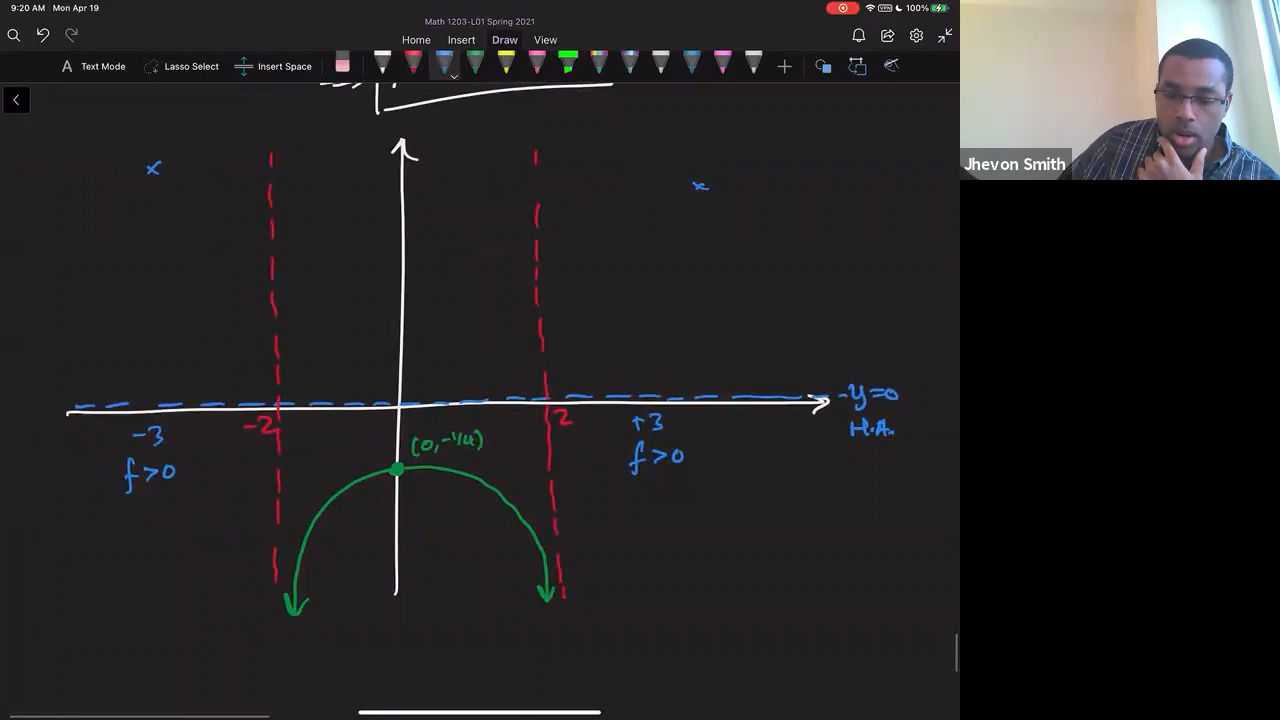 9:20 AM Mon Apr 19
VPN 100%
Math 1203-L01 Spring 2021
Home Insert Draw View
A Text Mode Lasso Select Insert Space
Jhevon Smith
x x
y=0
H.A.
-2 2
-3 +3
f>0 f>0
(0,-1/4)